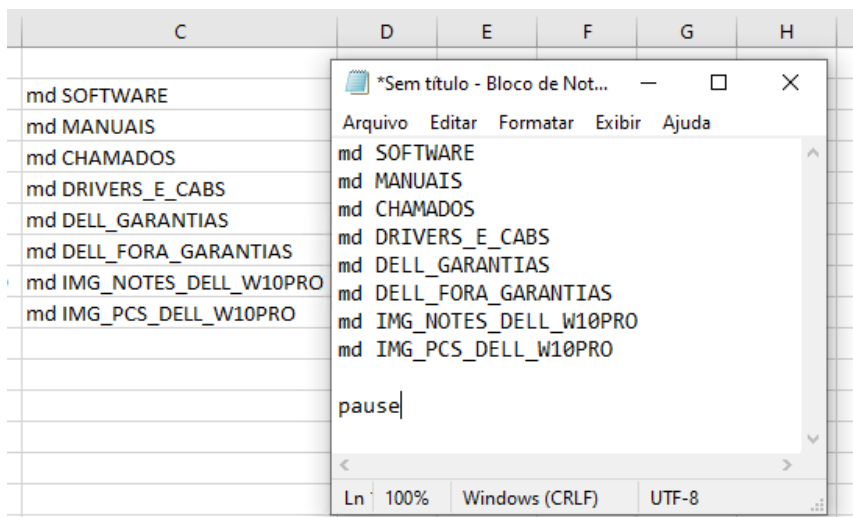 C D E F G H
md SOFTWARE
md MANUAIS
md CHAMADOS
md DRIVERS_E_CABS
md DELL_GARANTIAS
md DELL_FORA_GARANTIAS
md IMG_NOTES_DELL_W10PRO
md IMG_PCS_DELL_W10PRO
*Sem título - Bloco de Not...
Arquivo Editar Formatar Exibir Ajuda
md SOFTWARE
md MANUAIS
md CHAMADOS
md DRIVERS_E_CABS
md DELL_GARANTIAS
md DELL_FORA_GARANTIAS
md IMG_NOTES_DELL_W10PRO
md IMG_PCS_DELL_W10PRO
pause
Ln 100% Windows (CRLF) UTF-8